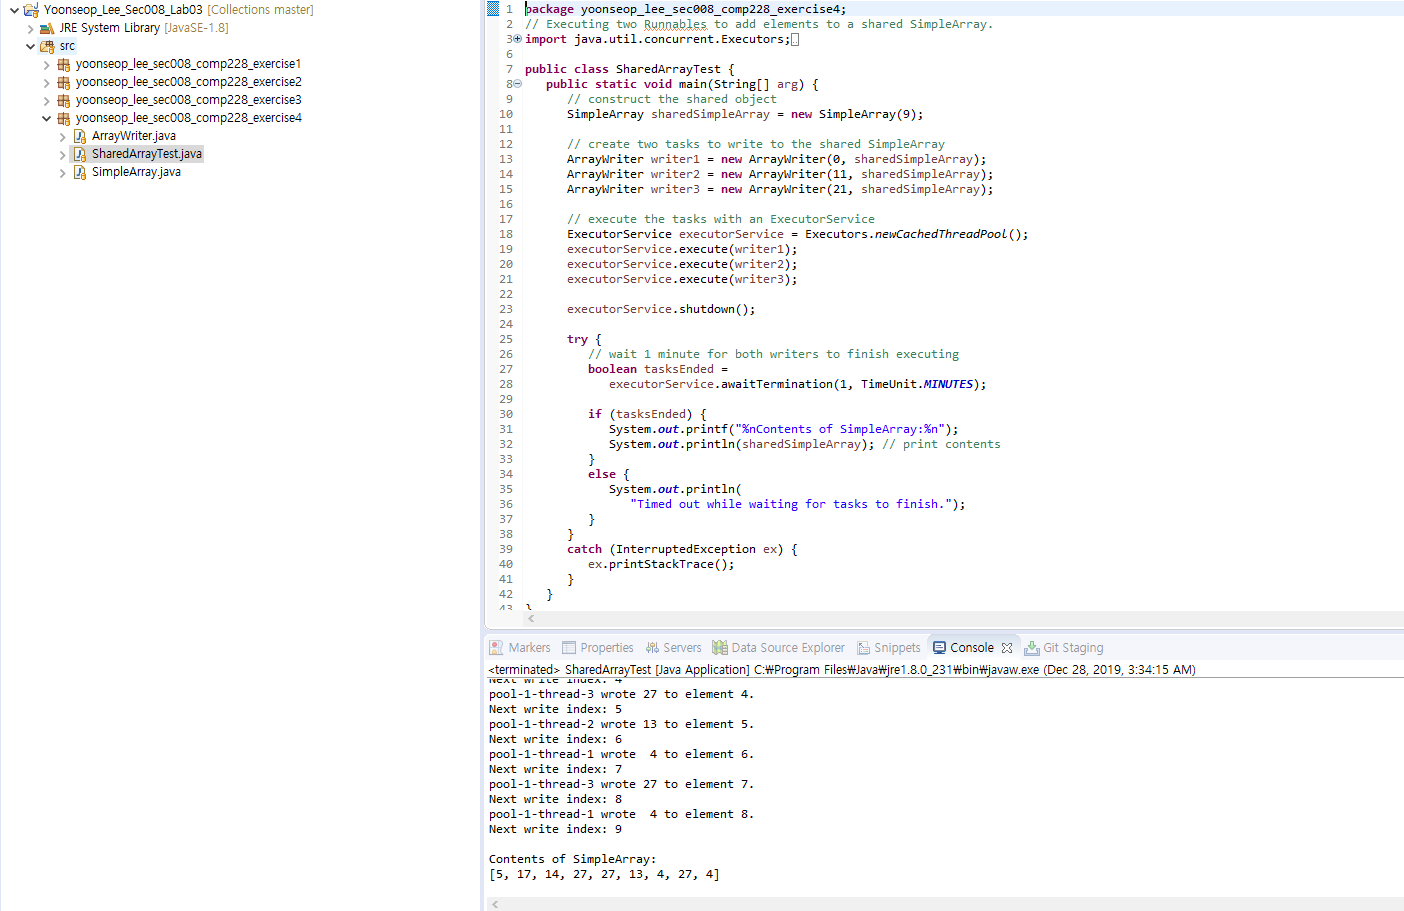 Yoonseop_Lee_Sec008_Lab03 [Collections master]
JRE System Library [JavaSE-1.8]
src
yoonseop_lee_sec008_comp228_exercise1
yoonseop_lee_sec008_comp228_exercise2
yoonseop_lee_sec008_comp228_exercise3
yoonseop_lee_sec008_comp228_exercise4
ArrayWriter.java
SharedArrayTest.java
SimpleArray.java
1 package yoonseop_lee_sec008_comp228_exercise4;
2 // Executing two Runnables to add elements to a shared SimpleArray.
3 import java.util.concurrent.Executors;
6
7 public class SharedArrayTest {
8 public static void main(String[] arg) {
9 // construct the shared object
10 SimpleArray sharedSimpleArray = new SimpleArray(9);
11
12 // create two tasks to write to the shared SimpleArray
13 ArrayWriter writer1 = new ArrayWriter(0, sharedSimpleArray);
14 ArrayWriter writer2 = new ArrayWriter(11, sharedSimpleArray);
15 ArrayWriter writer3 = new ArrayWriter(21, sharedSimpleArray);
16
17 // execute the tasks with an ExecutorService
18 ExecutorService executorService = Executors.newCachedThreadPool();
19 executorService.execute(writer1);
20 executorService.execute(writer2);
21 executorService.execute(writer3);
22
23 executorService.shutdown();
24
25 try {
26 // wait 1 minute for both writers to finish executing
27 boolean tasksEnded =
28 executorService.awaitTermination(1, TimeUnit.MINUTES);
29
30 if (tasksEnded) {
31 System.out.printf("%nContents of SimpleArray:%n");
32 System.out.println(sharedSimpleArray); // print contents
33 }
34 else {
35 System.out.println(
36 "Timed out while waiting for tasks to finish.");
37 }
38 }
39 catch (InterruptedException ex) {
40 ex.printStackTrace();
41 }
42 }
43 }
Markers Properties Servers Data Source Explorer Snippets Console Git Staging
<terminated> SharedArrayTest [Java Application] C:₩Program Files₩Java₩jre1.8.0_231₩bin₩javaw.exe (Dec 28, 2019, 3:34:15 AM)
Next write index: 4
pool-1-thread-3 wrote 27 to element 4.
Next write index: 5
pool-1-thread-2 wrote 13 to element 5.
Next write index: 6
pool-1-thread-1 wrote  4 to element 6.
Next write index: 7
pool-1-thread-3 wrote 27 to element 7.
Next write index: 8
pool-1-thread-1 wrote  4 to element 8.
Next write index: 9
Contents of SimpleArray:
[5, 17, 14, 27, 27, 13, 4, 27, 4]